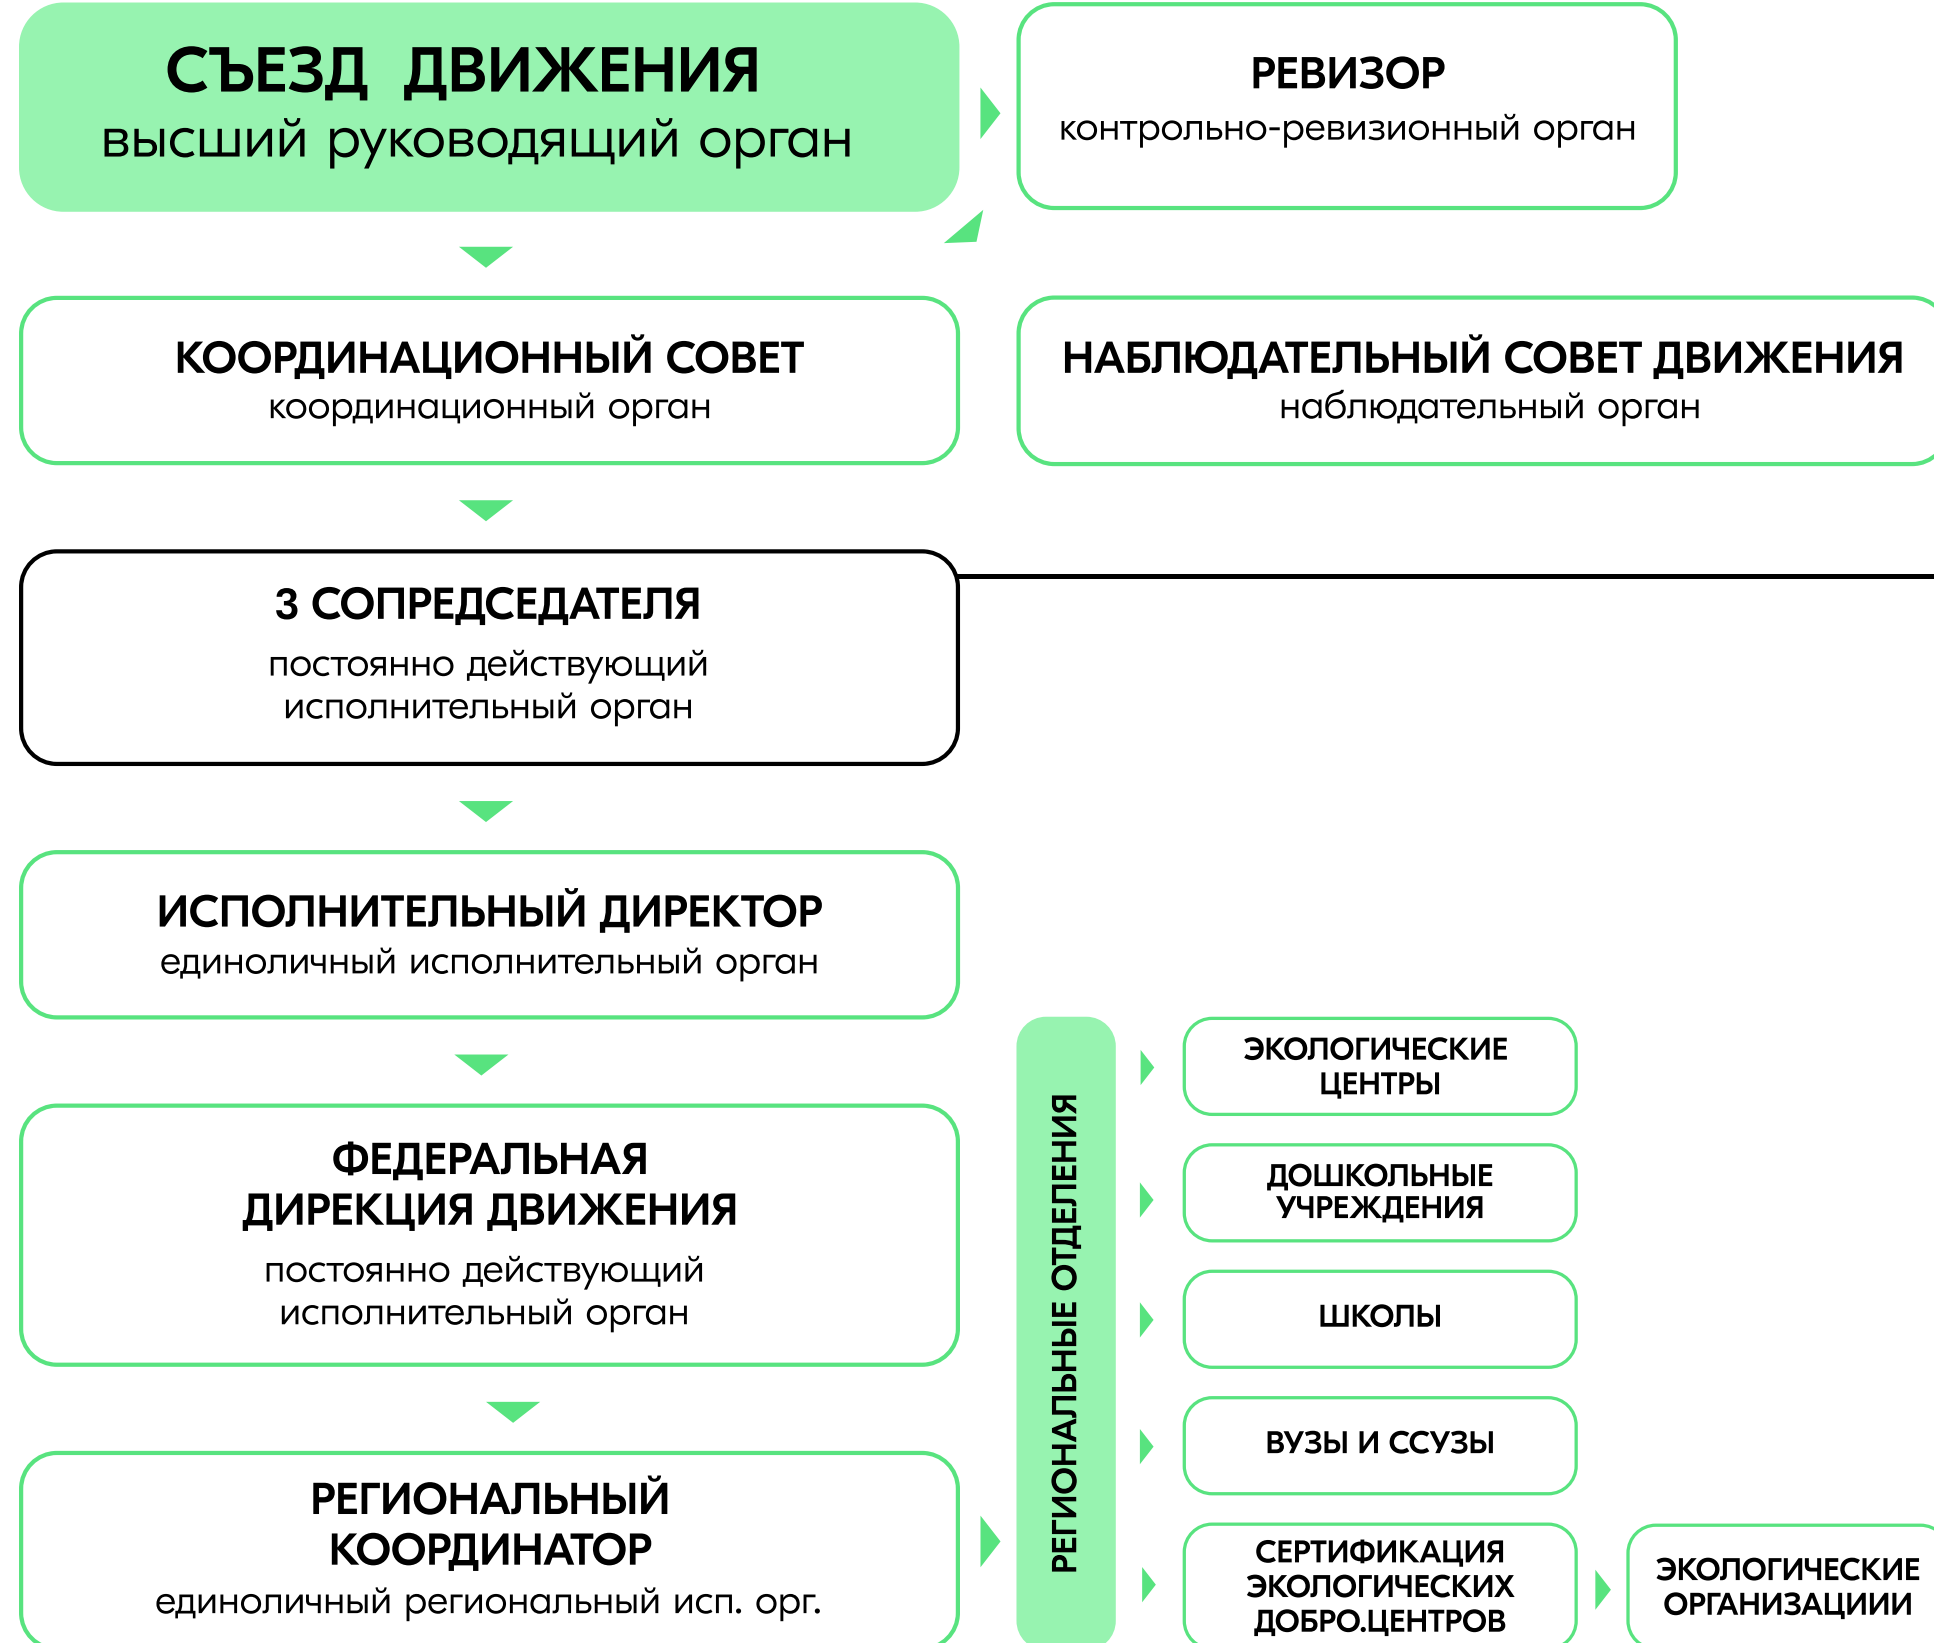 СЪЕЗД ДВИЖЕНИЯ
высший руководящий орган
РЕВИЗОР
контрольно-ревизионный орган
КООРДИНАЦИОННЫЙ СОВЕТ
координационный орган
НАБЛЮДАТЕЛЬНЫЙ СОВЕТ ДВИЖЕНИЯ
наблюдательный орган
3 СОПРЕДСЕДАТЕЛЯ
постоянно действующий
исполнительный орган
ИСПОЛНИТЕЛЬНЫЙ ДИРЕКТОР
единоличный исполнительный орган
ФЕДЕРАЛЬНАЯ
ДИРЕКЦИЯ ДВИЖЕНИЯ
постоянно действующий
исполнительный орган
РЕГИОНАЛЬНЫЙ
КООРДИНАТОР
единоличный региональный исп. орг.
РЕГИОНАЛЬНЫЕ ОТДЕЛЕНИЯ
ЭКОЛОГИЧЕСКИЕ
ЦЕНТРЫ
ДОШКОЛЬНЫЕ
УЧРЕЖДЕНИЯ
ШКОЛЫ
ВУЗЫ И ССУЗЫ
СЕРТИФИКАЦИЯ
ЭКОЛОГИЧЕСКИХ
ДОБРО.ЦЕНТРОВ
ЭКОЛОГИЧЕСКИЕ
ОРГАНИЗАЦИИИ